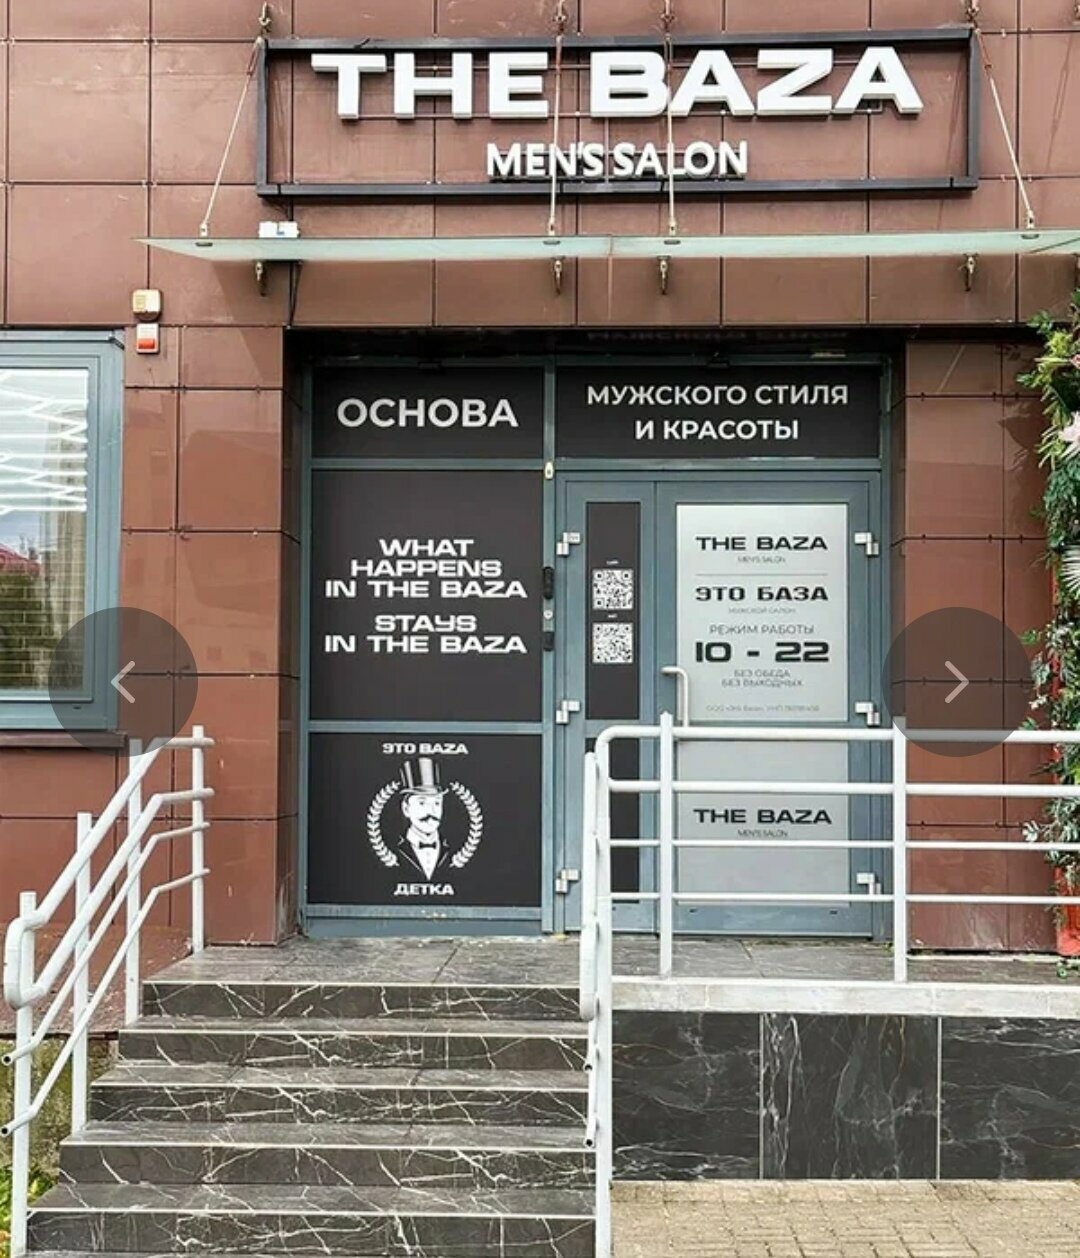 THE BAZA
MEN'S SALON
ОСНОВА
МУЖСКОГО СТИЛЯ
И КРАСОТЫ
WHAT
HAPPENS
IN THE BAZA
STAYS
IN THE BAZA
ЭТО BAZA
ДЕТКА
THE BAZA
MEN'S SALON
ЭТО БАЗА
МУЖСКОЙ САЛОН
РЕЖИМ РАБОТЫ
10 - 22
БЕЗ ОБЕДА
БЕЗ ВЫХОДНЫХ
THE BAZA
MEN'S SALON